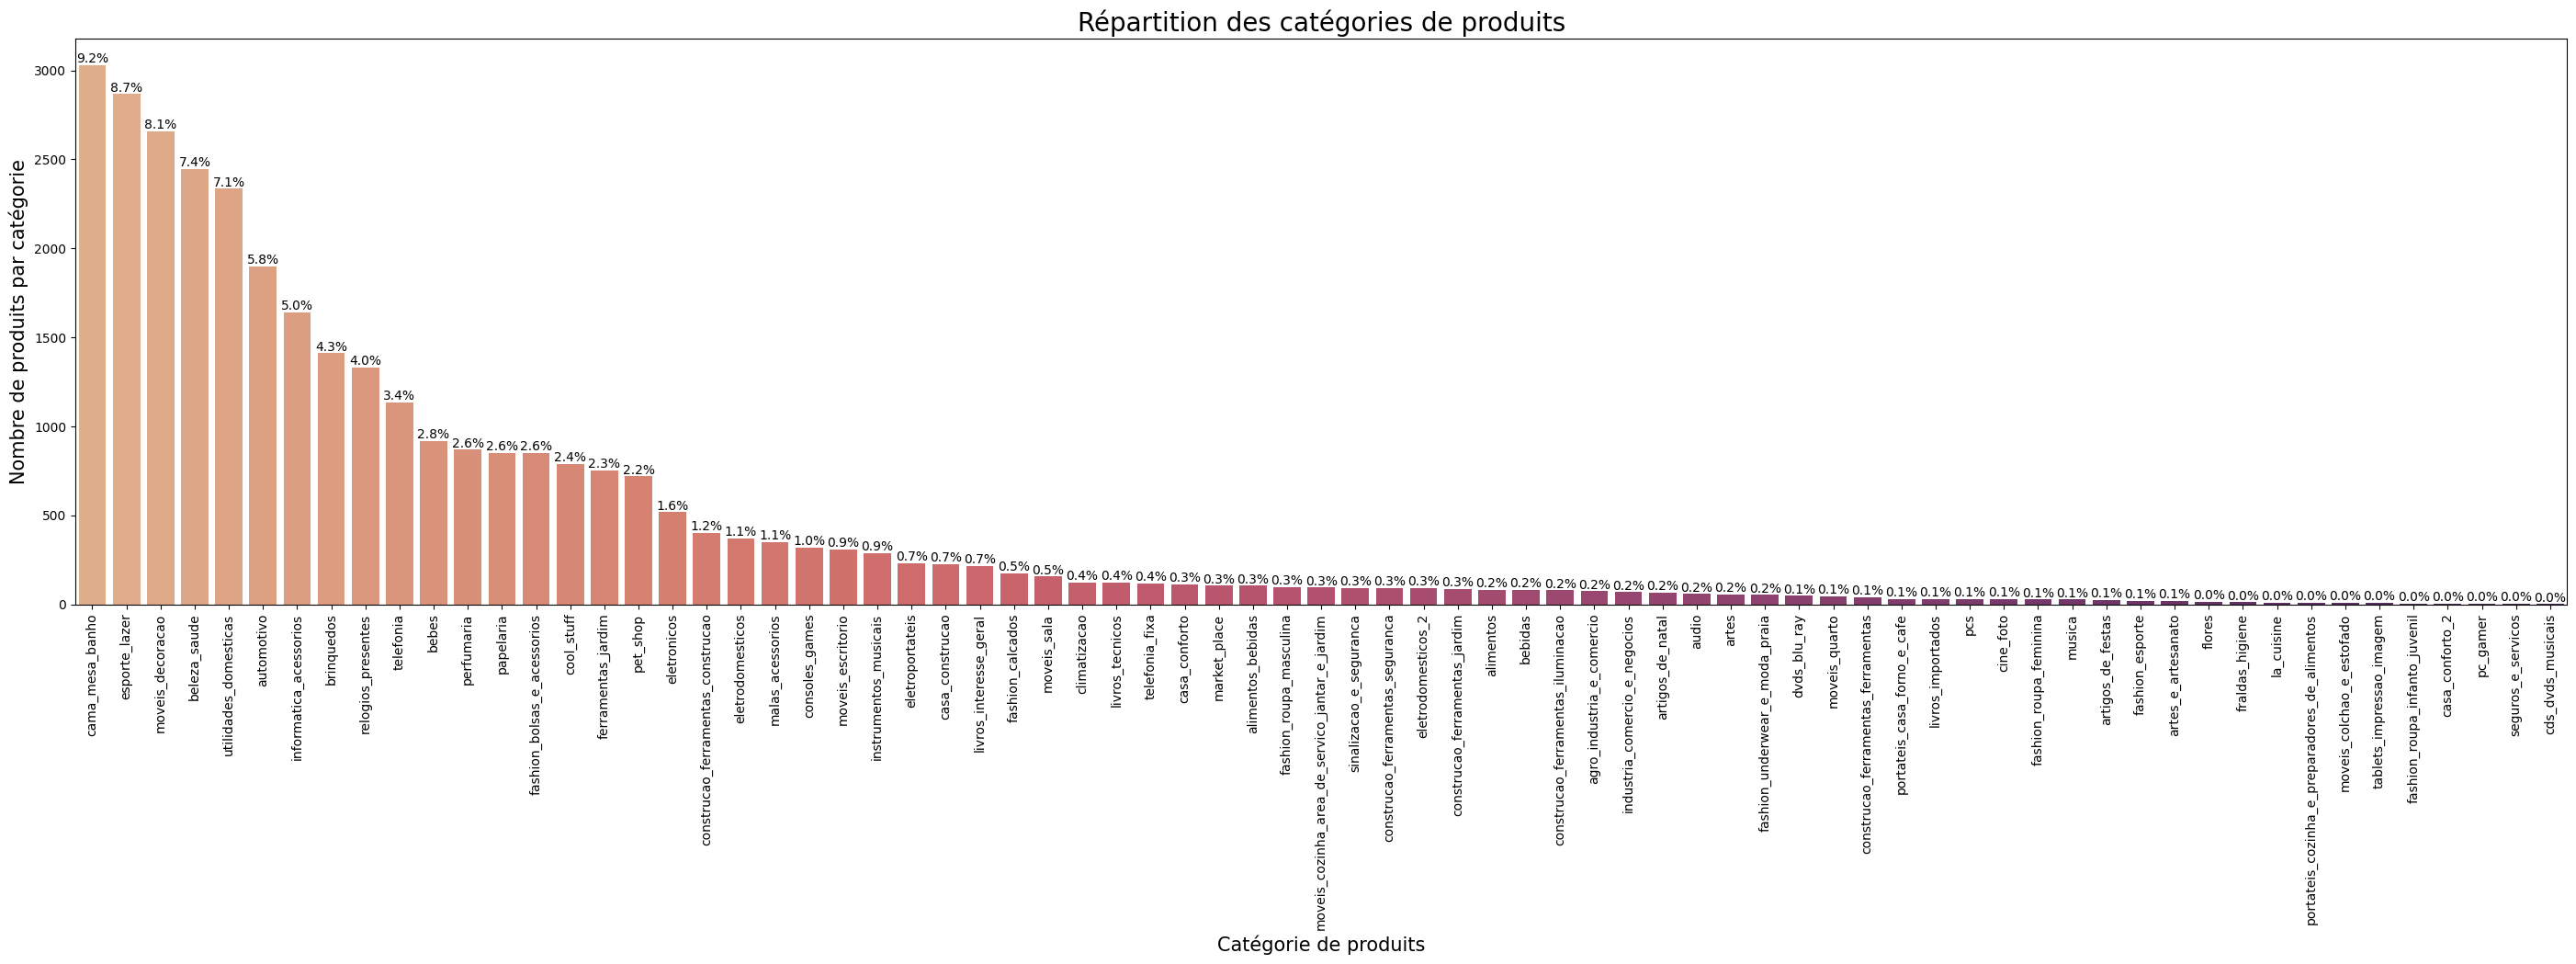 Répartition des catégories de produits
Nombre de produits par catégorie
3000
2500
2000
1500
1000
500
0
9.2%
8.7%
8.1%
7.4%
7.1%
5.8%
5.0%
4.3%
4.0%
3.4%
2.8%
2.6%
2.6%
2.6%
2.4%
2.3%
2.2%
1.6%
1.2%
1.1%
1.1%
1.0%
0.9%
0.9%
0.7%
0.7%
0.7%
0.5%
0.5%
0.4%
0.4%
0.4%
0.3%
0.3%
0.3%
0.3%
0.3%
0.3%
0.3%
0.3%
0.3%
0.2%
0.2%
0.2%
0.2%
0.2%
0.2%
0.2%
0.2%
0.2%
0.1%
0.1%
0.1%
0.1%
0.1%
0.1%
0.1%
0.1%
0.1%
0.1%
0.1%
0.1%
0.0%
0.0%
0.0%
0.0%
0.0%
0.0%
0.0%
0.0%
0.0%
0.0%
0.0%
cama_mesa_banho
esporte_lazer
moveis_decoracao
beleza_saude
utilidades_domesticas
automotivo
informatica_acessorios
brinquedos
relogios_presentes
telefonia
bebes
perfumaria
papelaria
fashion_bolsas_e_acessorios
cool_stuff
ferramentas_jardim
pet_shop
eletronicos
construcao_ferramentas_construcao
eletrodomesticos
malas_acessorios
consoles_games
moveis_escritorio
instrumentos_musicais
eletroportateis
casa_construcao
livros_interesse_geral
fashion_calcados
moveis_sala
climatizacao
livros_tecnicos
telefonia_fixa
casa_conforto
market_place
alimentos_bebidas
fashion_roupa_masculina
moveis_cozinha_area_de_servico_jantar_e_jardim
sinalizacao_e_seguranca
construcao_ferramentas_seguranca
eletrodomesticos_2
construcao_ferramentas_jardim
alimentos
bebidas
construcao_ferramentas_iluminacao
agro_industria_e_comercio
industria_comercio_e_negocios
artigos_de_natal
audio
artes
fashion_underwear_e_moda_praia
dvds_blu_ray
moveis_quarto
construcao_ferramentas_ferramentas
portateis_casa_forno_e_cafe
livros_importados
pcs
cine_foto
fashion_roupa_feminina
musica
artigos_de_festas
fashion_esporte
artes_e_artesanato
flores
fraldas_higiene
la_cuisine
portateis_cozinha_e_preparadores_de_alimentos
moveis_colchao_e_estofado
tablets_impressao_imagem
fashion_roupa_infanto_juvenil
casa_conforto_2
pc_gamer
seguros_e_servicos
cds_dvds_musicais
Catégorie de produits